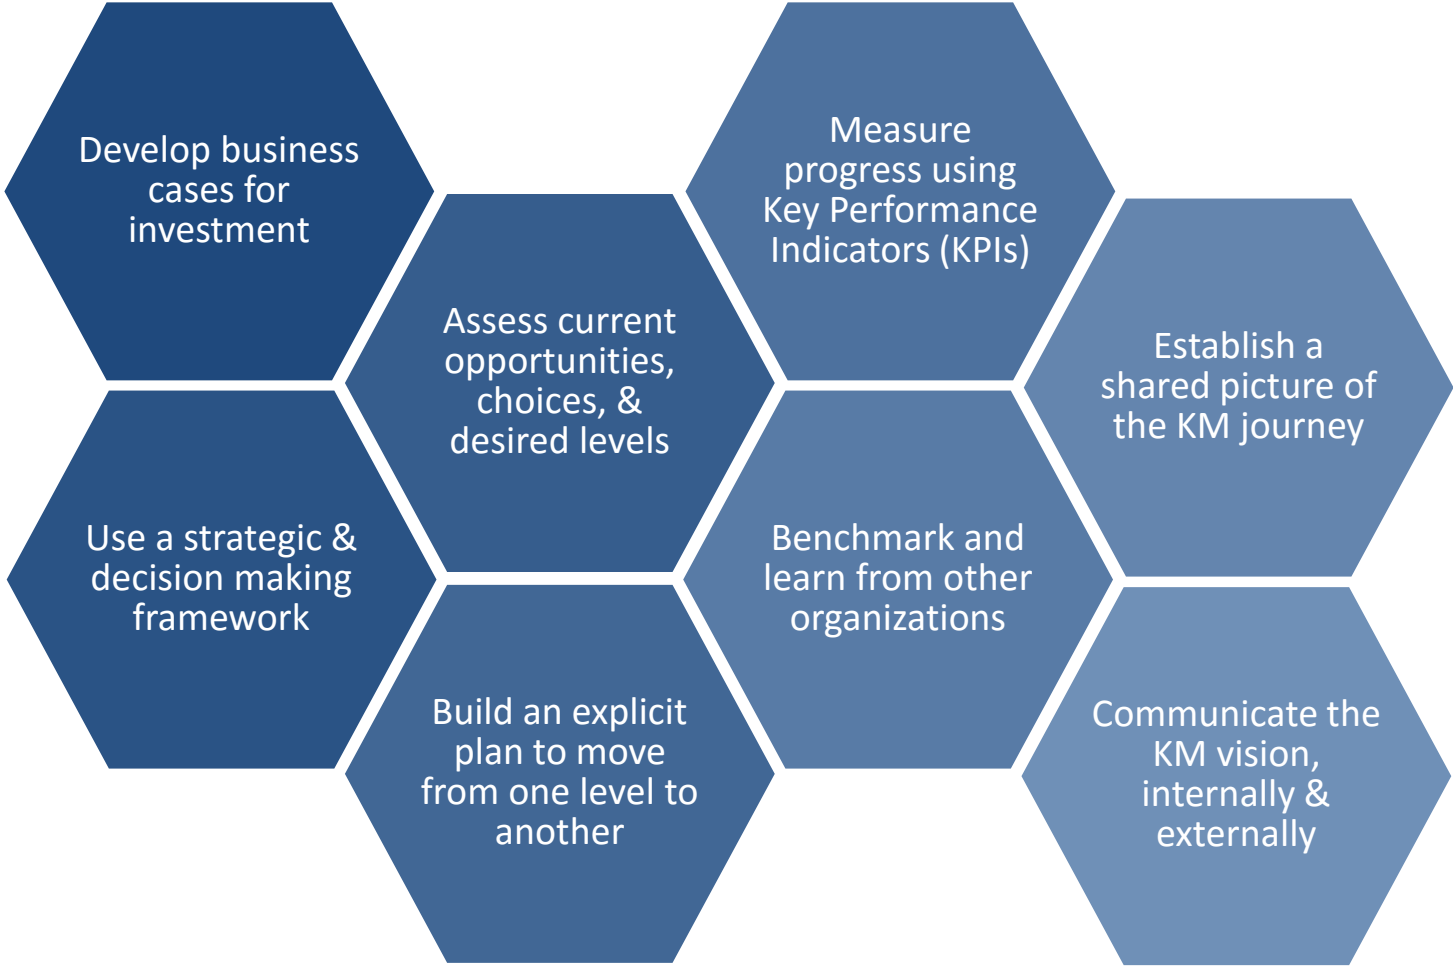 Develop business
cases for
investment
Use a strategic &
decision making
framework
Assess current
opportunities,
choices, &
desired levels
Build an explicit
plan to move
from one level to
another
Measure
progress using
Key Performance
Indicators (KPIs)
Benchmark and
learn from other
organizations
Establish a
shared picture of
the KM journey
Communicate the
KM vision,
internally &
externally